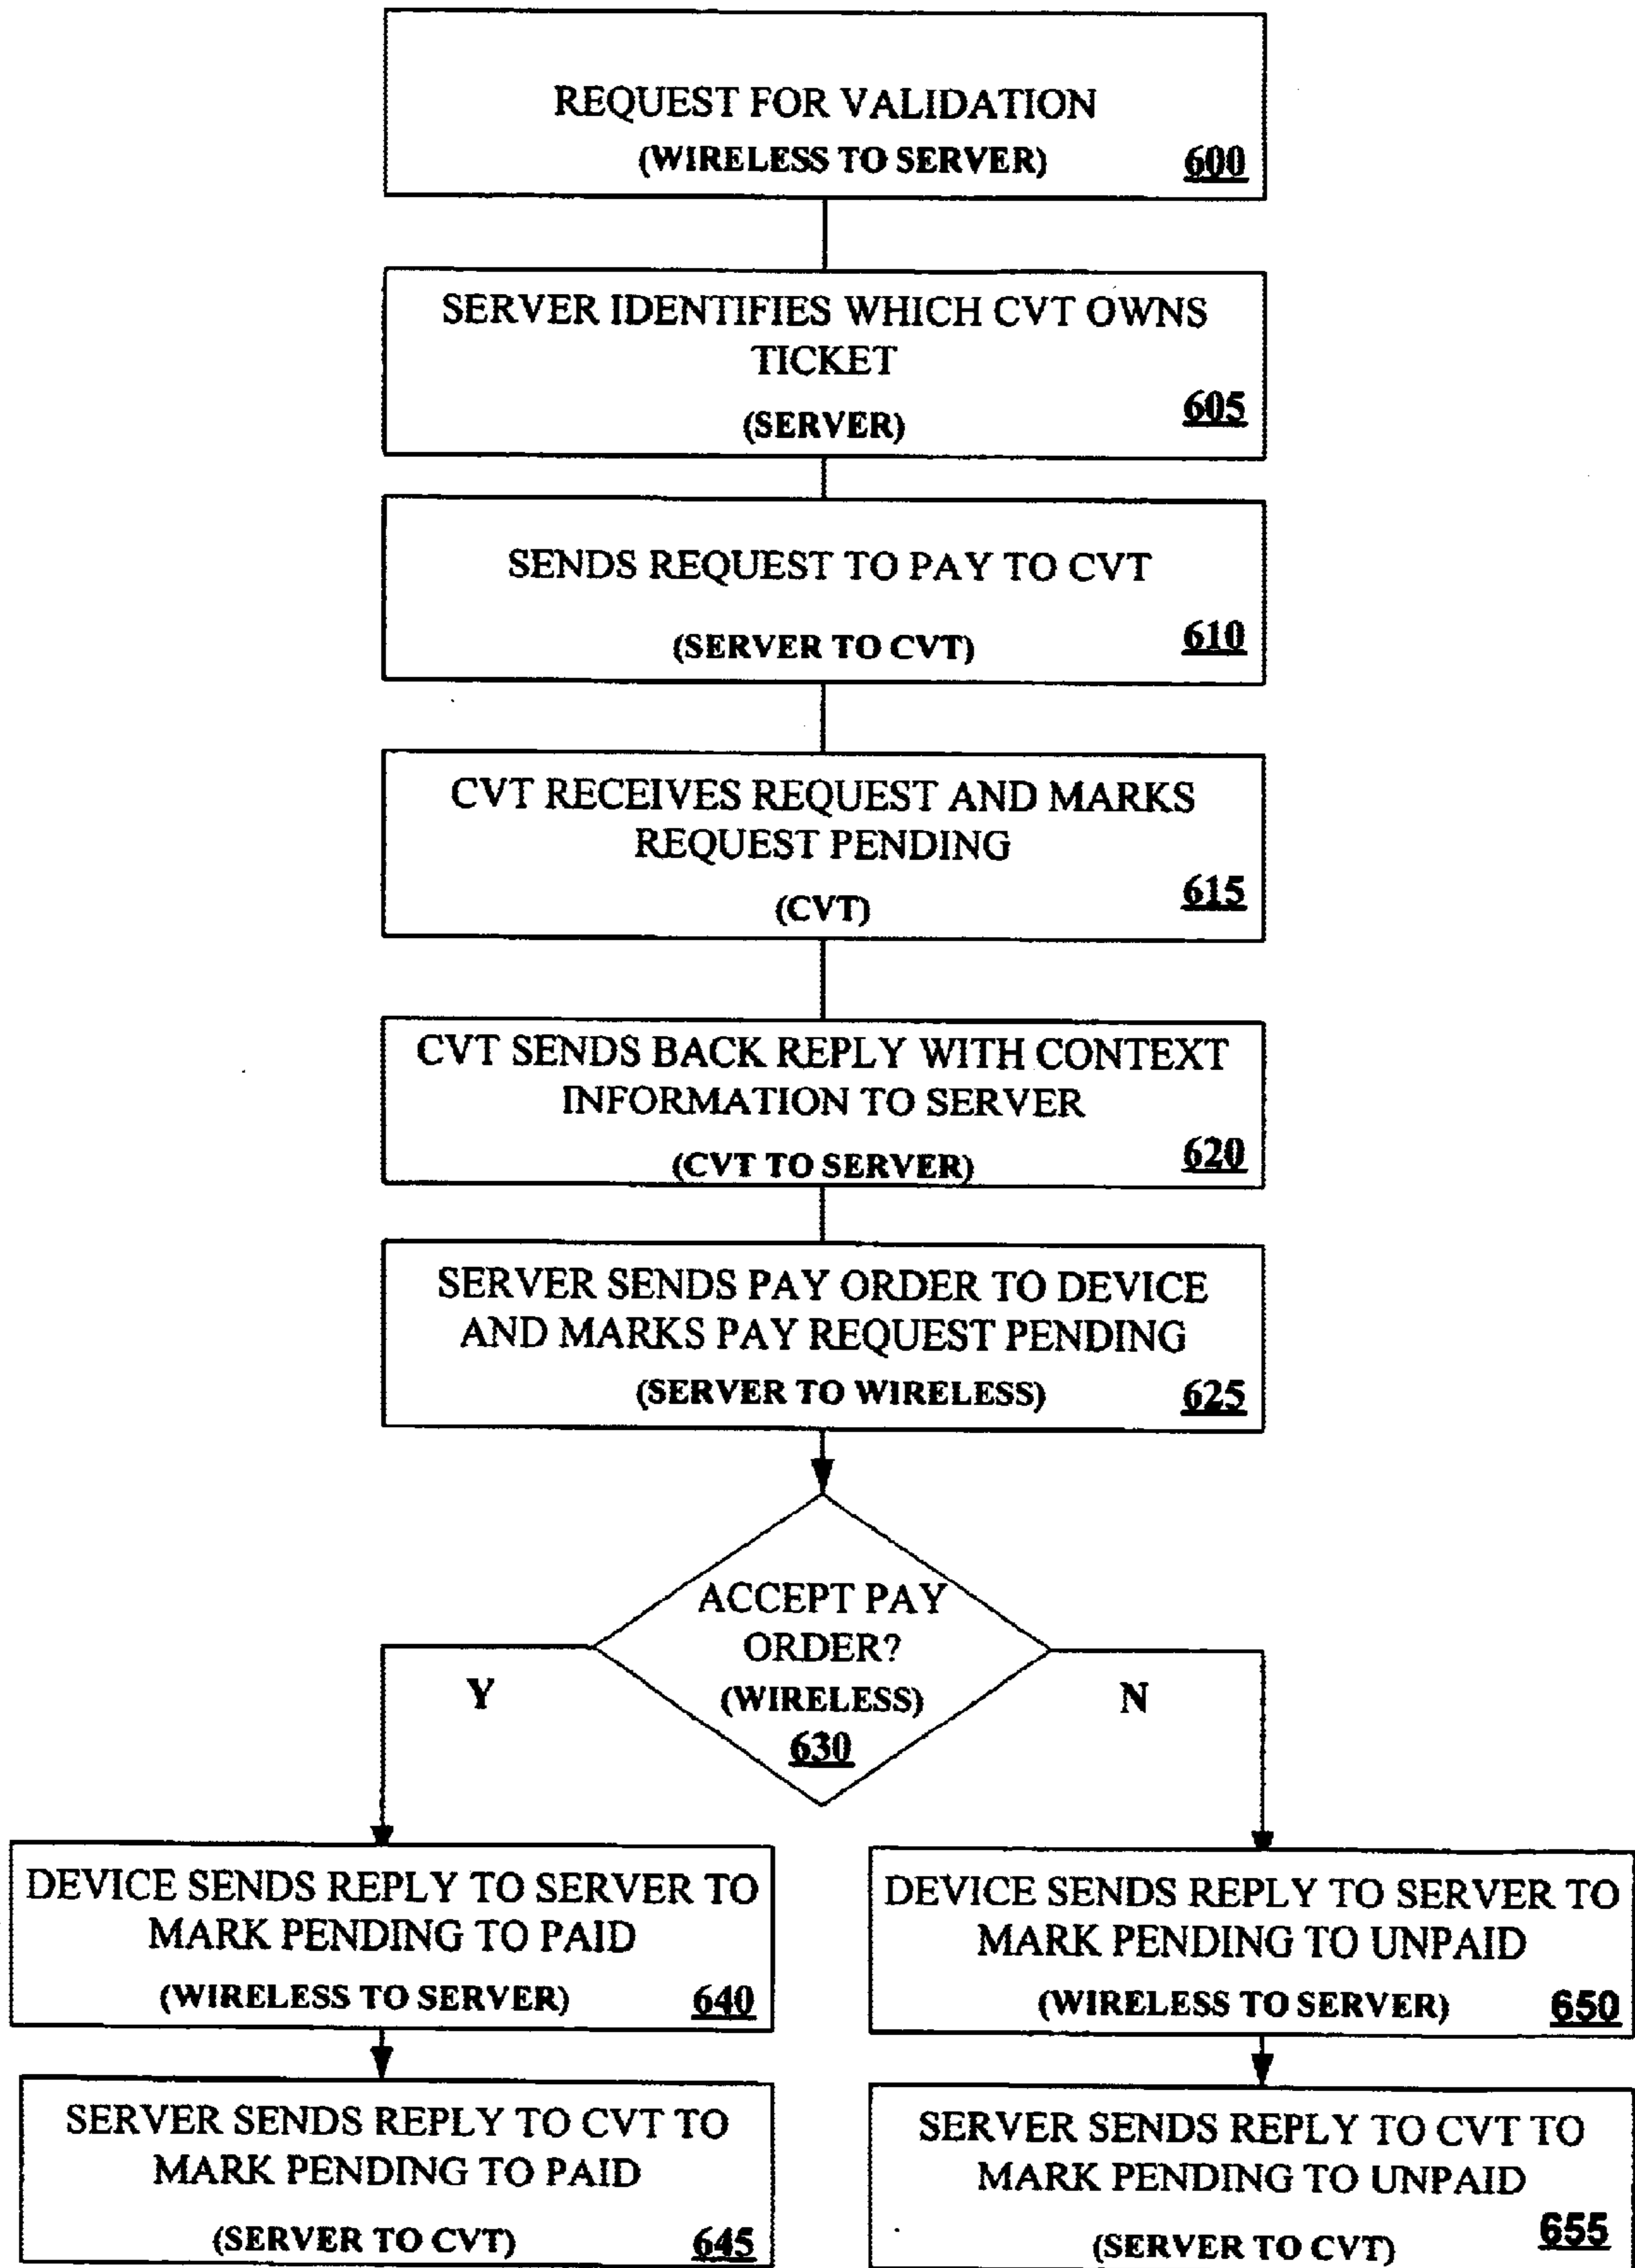 REQUEST FOR VALIDATION
(WIRELESS TO SERVER)
600
SERVER IDENTIFIES WHICH CVT OWNS
TICKET
(SERVER)
605
SENDS REQUEST TO PAY TO CVT
(SERVER TO CVT)
610
CVT RECEIVES REQUEST AND MARKS
REQUEST PENDING
(CVT)
615
CVT SENDS BACK REPLY WITH CONTEXT
INFORMATION TO SERVER
(CVT TO SERVER)
620
SERVER SENDS PAY ORDER TO DEVICE
AND MARKS PAY REQUEST PENDING
(SERVER TO WIRELESS)
625
ACCEPT PAY
ORDER?
(WIRELESS)
630
Y
N
DEVICE SENDS REPLY TO SERVER TO
MARK PENDING TO PAID
(WIRELESS TO SERVER)
640
DEVICE SENDS REPLY TO SERVER TO
MARK PENDING TO UNPAID
(WIRELESS TO SERVER)
650
SERVER SENDS REPLY TO CVT TO
MARK PENDING TO PAID
(SERVER TO CVT)
645
SERVER SENDS REPLY TO CVT TO
MARK PENDING TO UNPAID
(SERVER TO CVT)
655